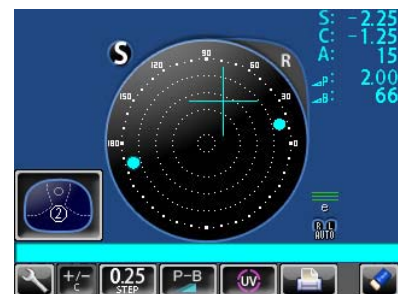 S: -2.25
C: -1.25
A: 15
P: 2.00
B: 66
S
R
90
120
60
150
30
180
0
②
e
R L
AUTO
+/-
C
0.25
STEP
P-B
UV